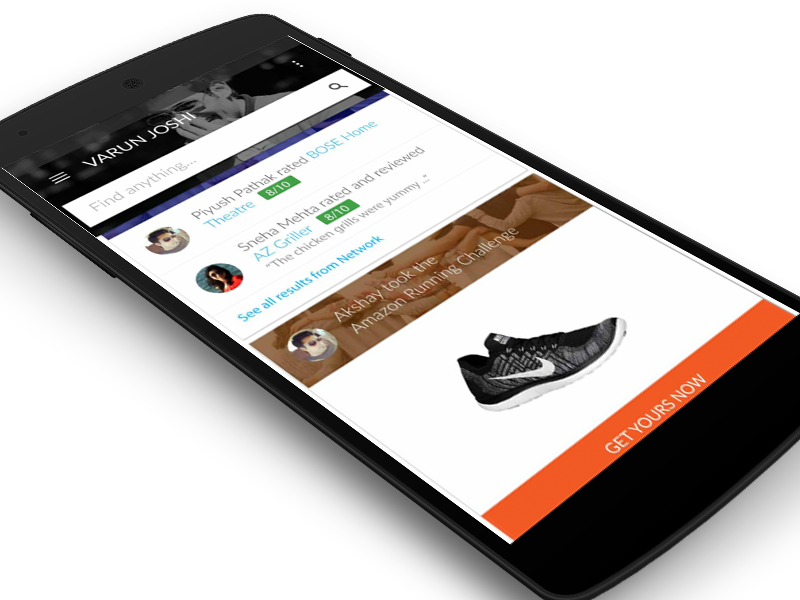 VARUN JOSHI
Find anything...
Piyush Pathak rated BOSE Home
Theatre 8/10
Sneha Mehta rated and reviewed
AZ Griller 8/10
"The chicken grills were yummy .."
See all results from Network
Akshay took the
Amazon Running Challenge
GET YOURS NOW